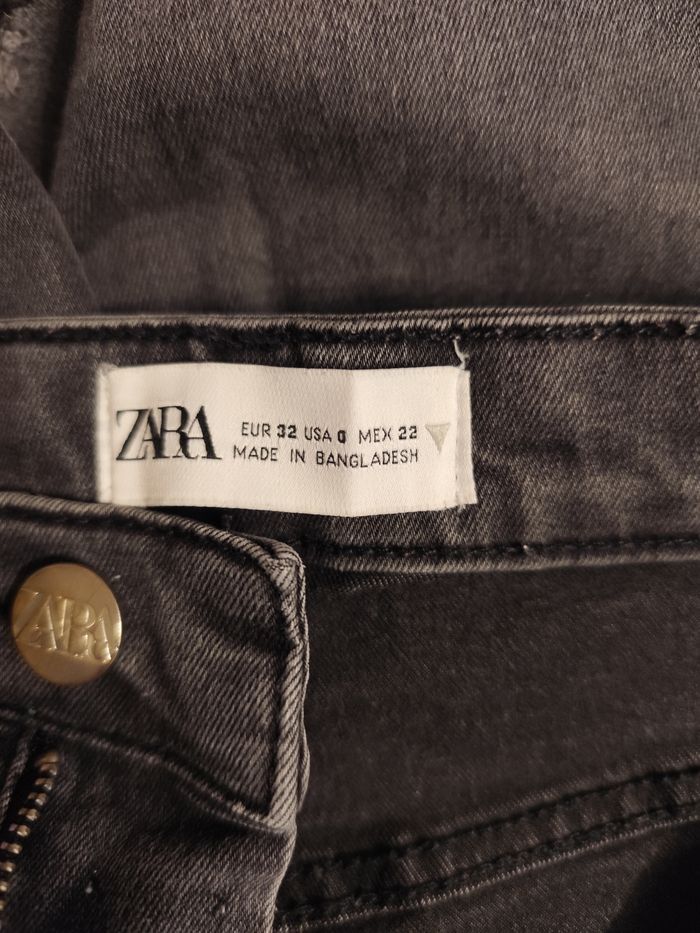 ZARA
EUR 32 USA 0 MEX 22
MADE IN BANGLADESH
ZARA